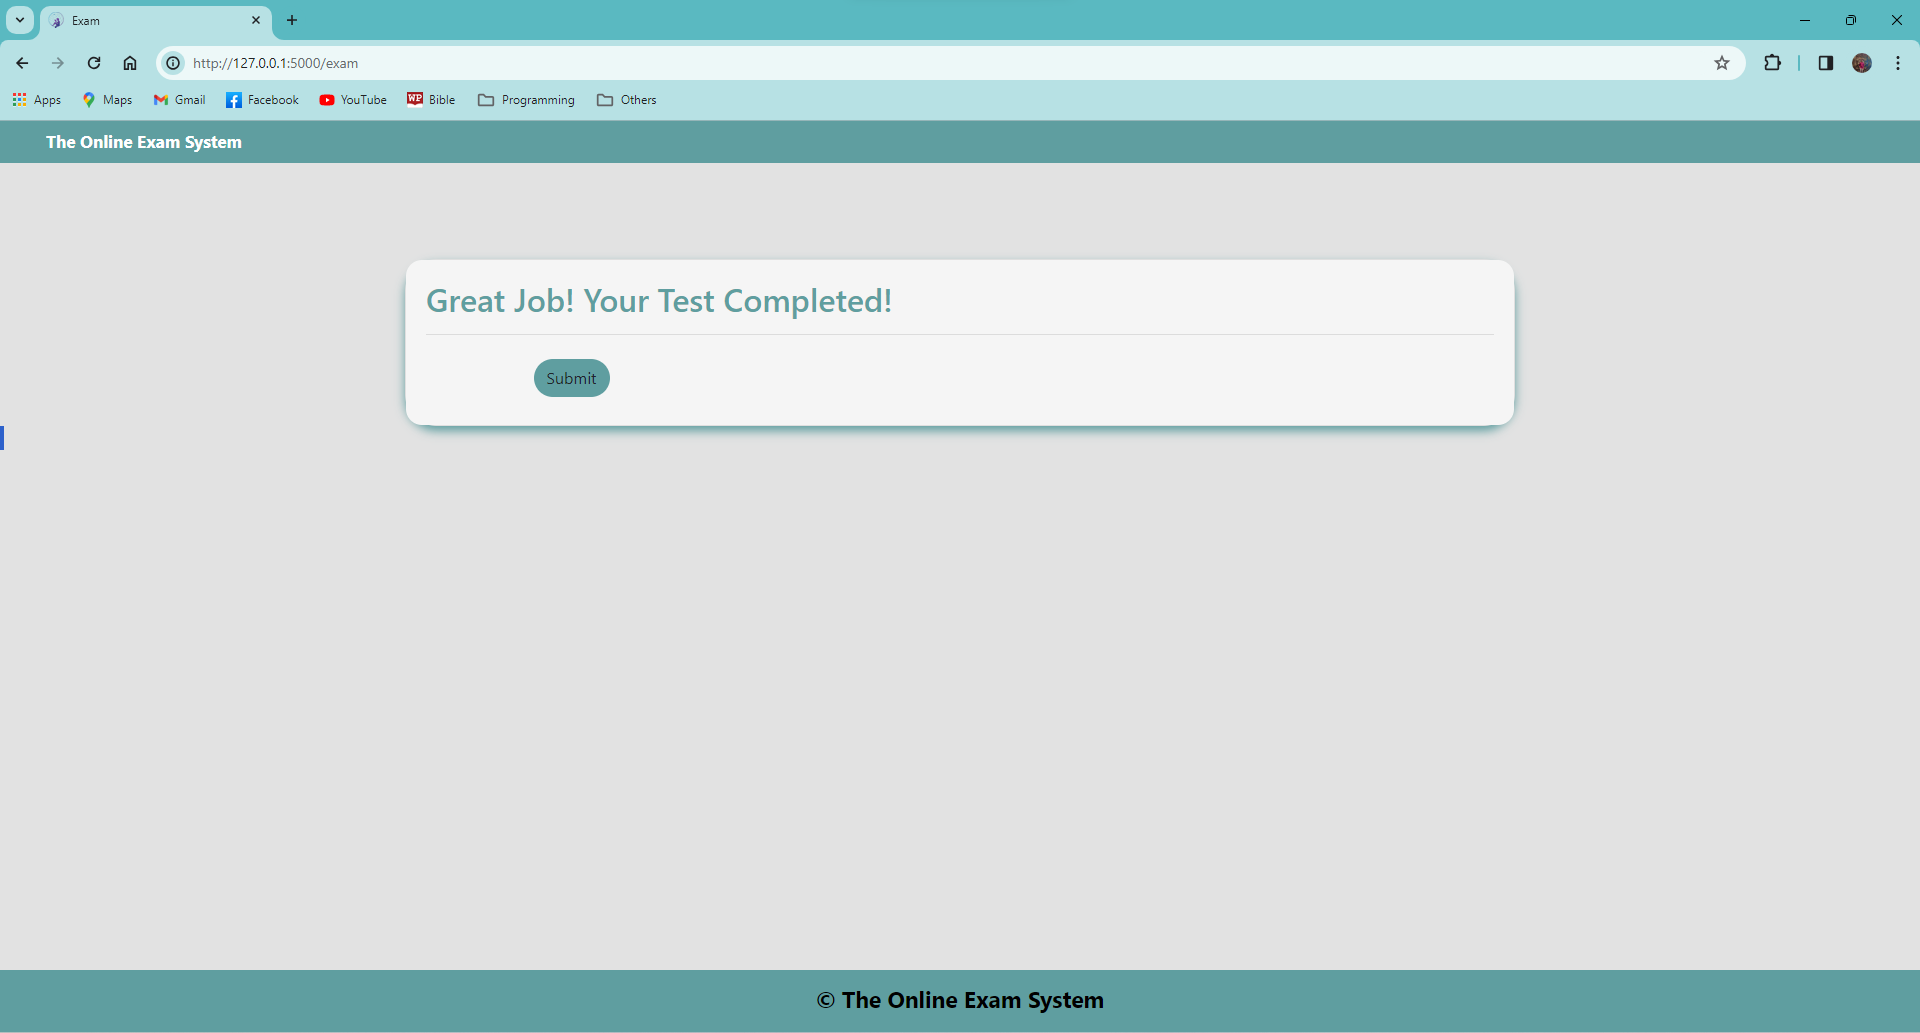 Exam
http://127.0.0.1:5000/exam
Apps Maps Gmail Facebook YouTube WP Bible Programming Others
The Online Exam System
Great Job! Your Test Completed!
Submit
© The Online Exam System